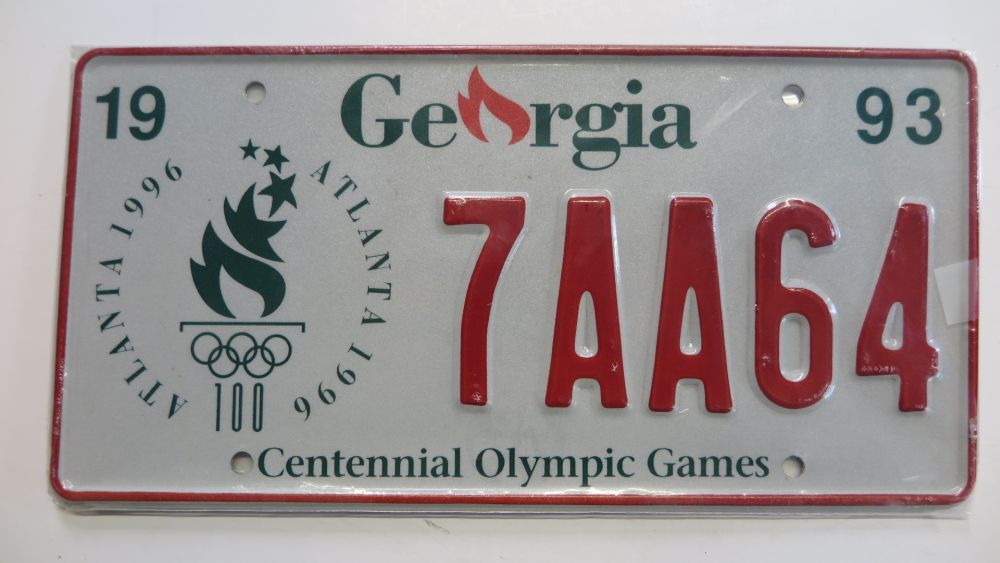 19 Georgia 93
ATLANTA 1996 ATLANTA 1996
7AA64
100
Centennial Olympic Games